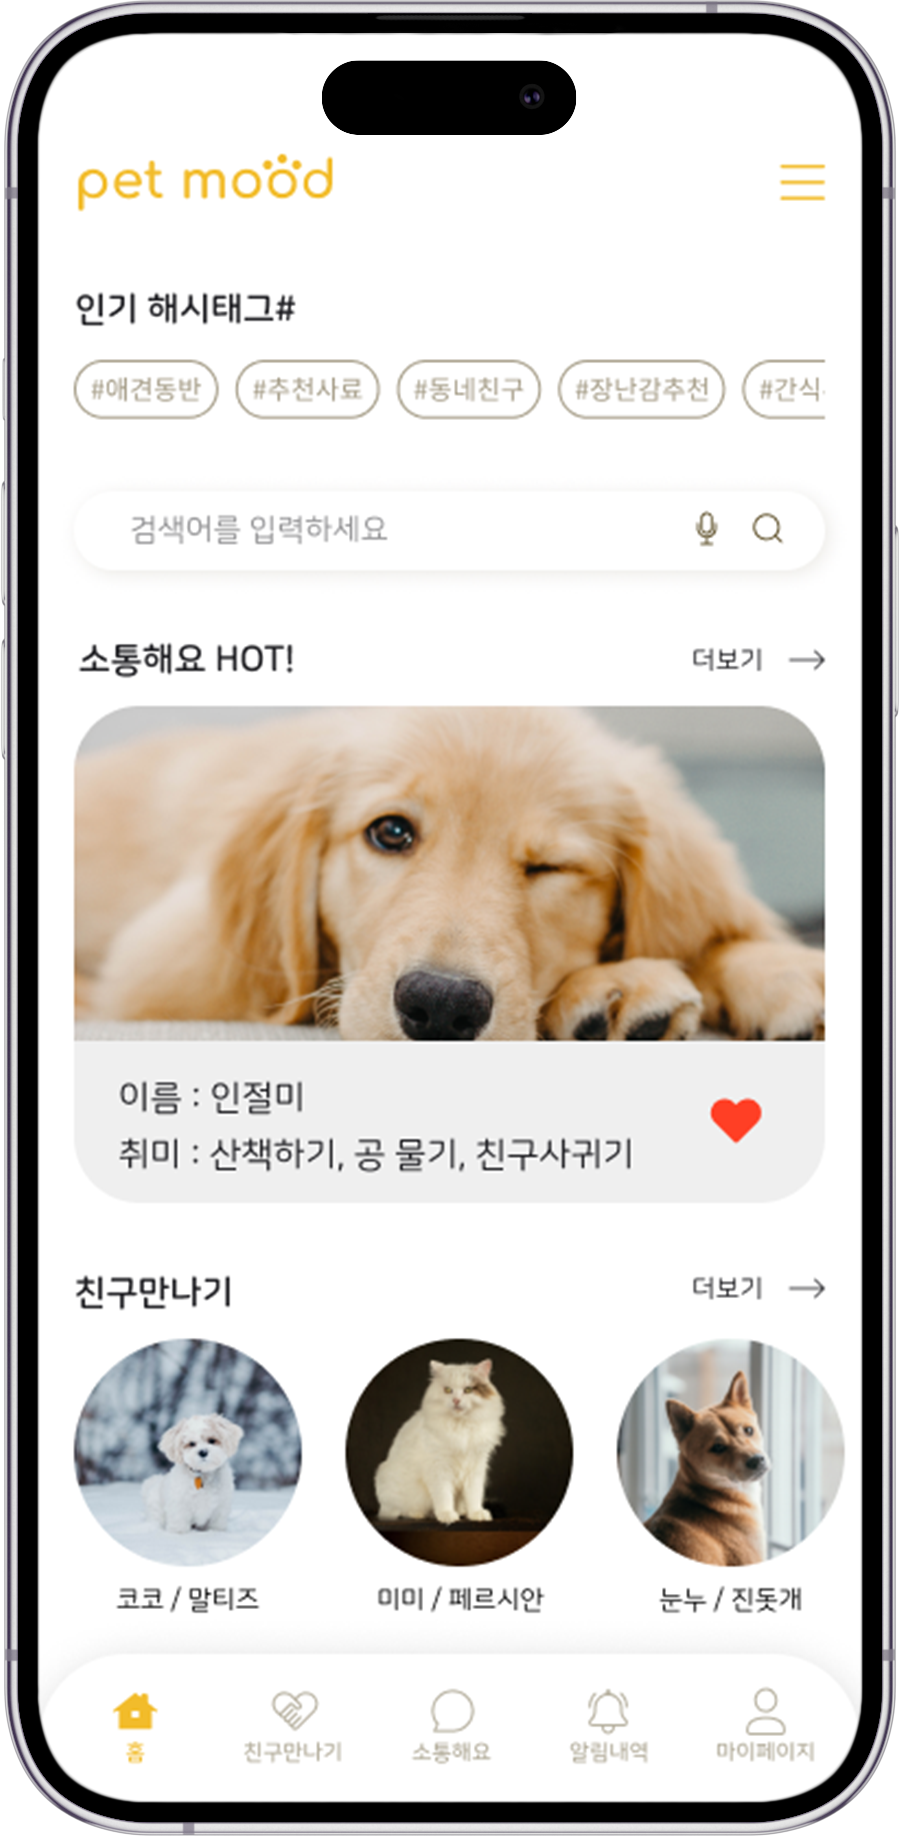 pet mood
인기 해시태그#
#애견동반 #추천사료 #동네친구 #장난감추천 #간식
검색어를 입력하세요
소통해요 HOT! 더보기
이름 : 인절미
취미 : 산책하기, 공 물기, 친구사귀기
친구만나기 더보기
코코 / 말티즈 미미 / 페르시안 눈누 / 진돗개
홈 친구만나기 소통해요 알림내역 마이페이지